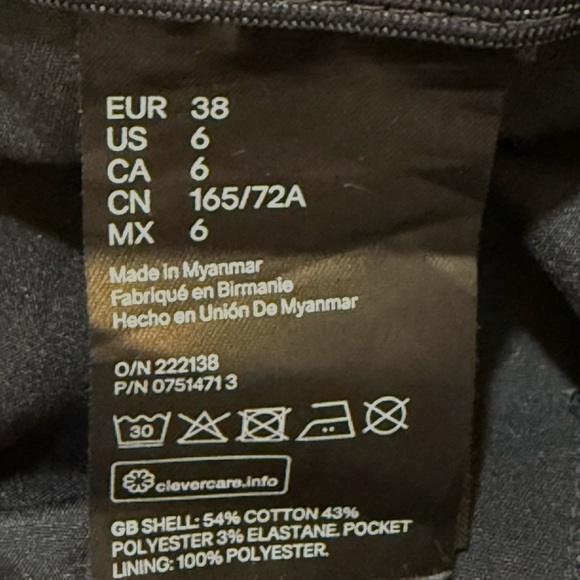 EUR 38
US 6
CA 6
CN 165/72A
MX 6
Made in Myanmar
Fabriqué en Birmanie
Hecho en Unión De Myanmar
O/N 222138
P/N 0751471 3
30
clevercare.info
GB SHELL: 54% COTTON 43%
POLYESTER 3% ELASTANE. POCKET
LINING: 100% POLYESTER.